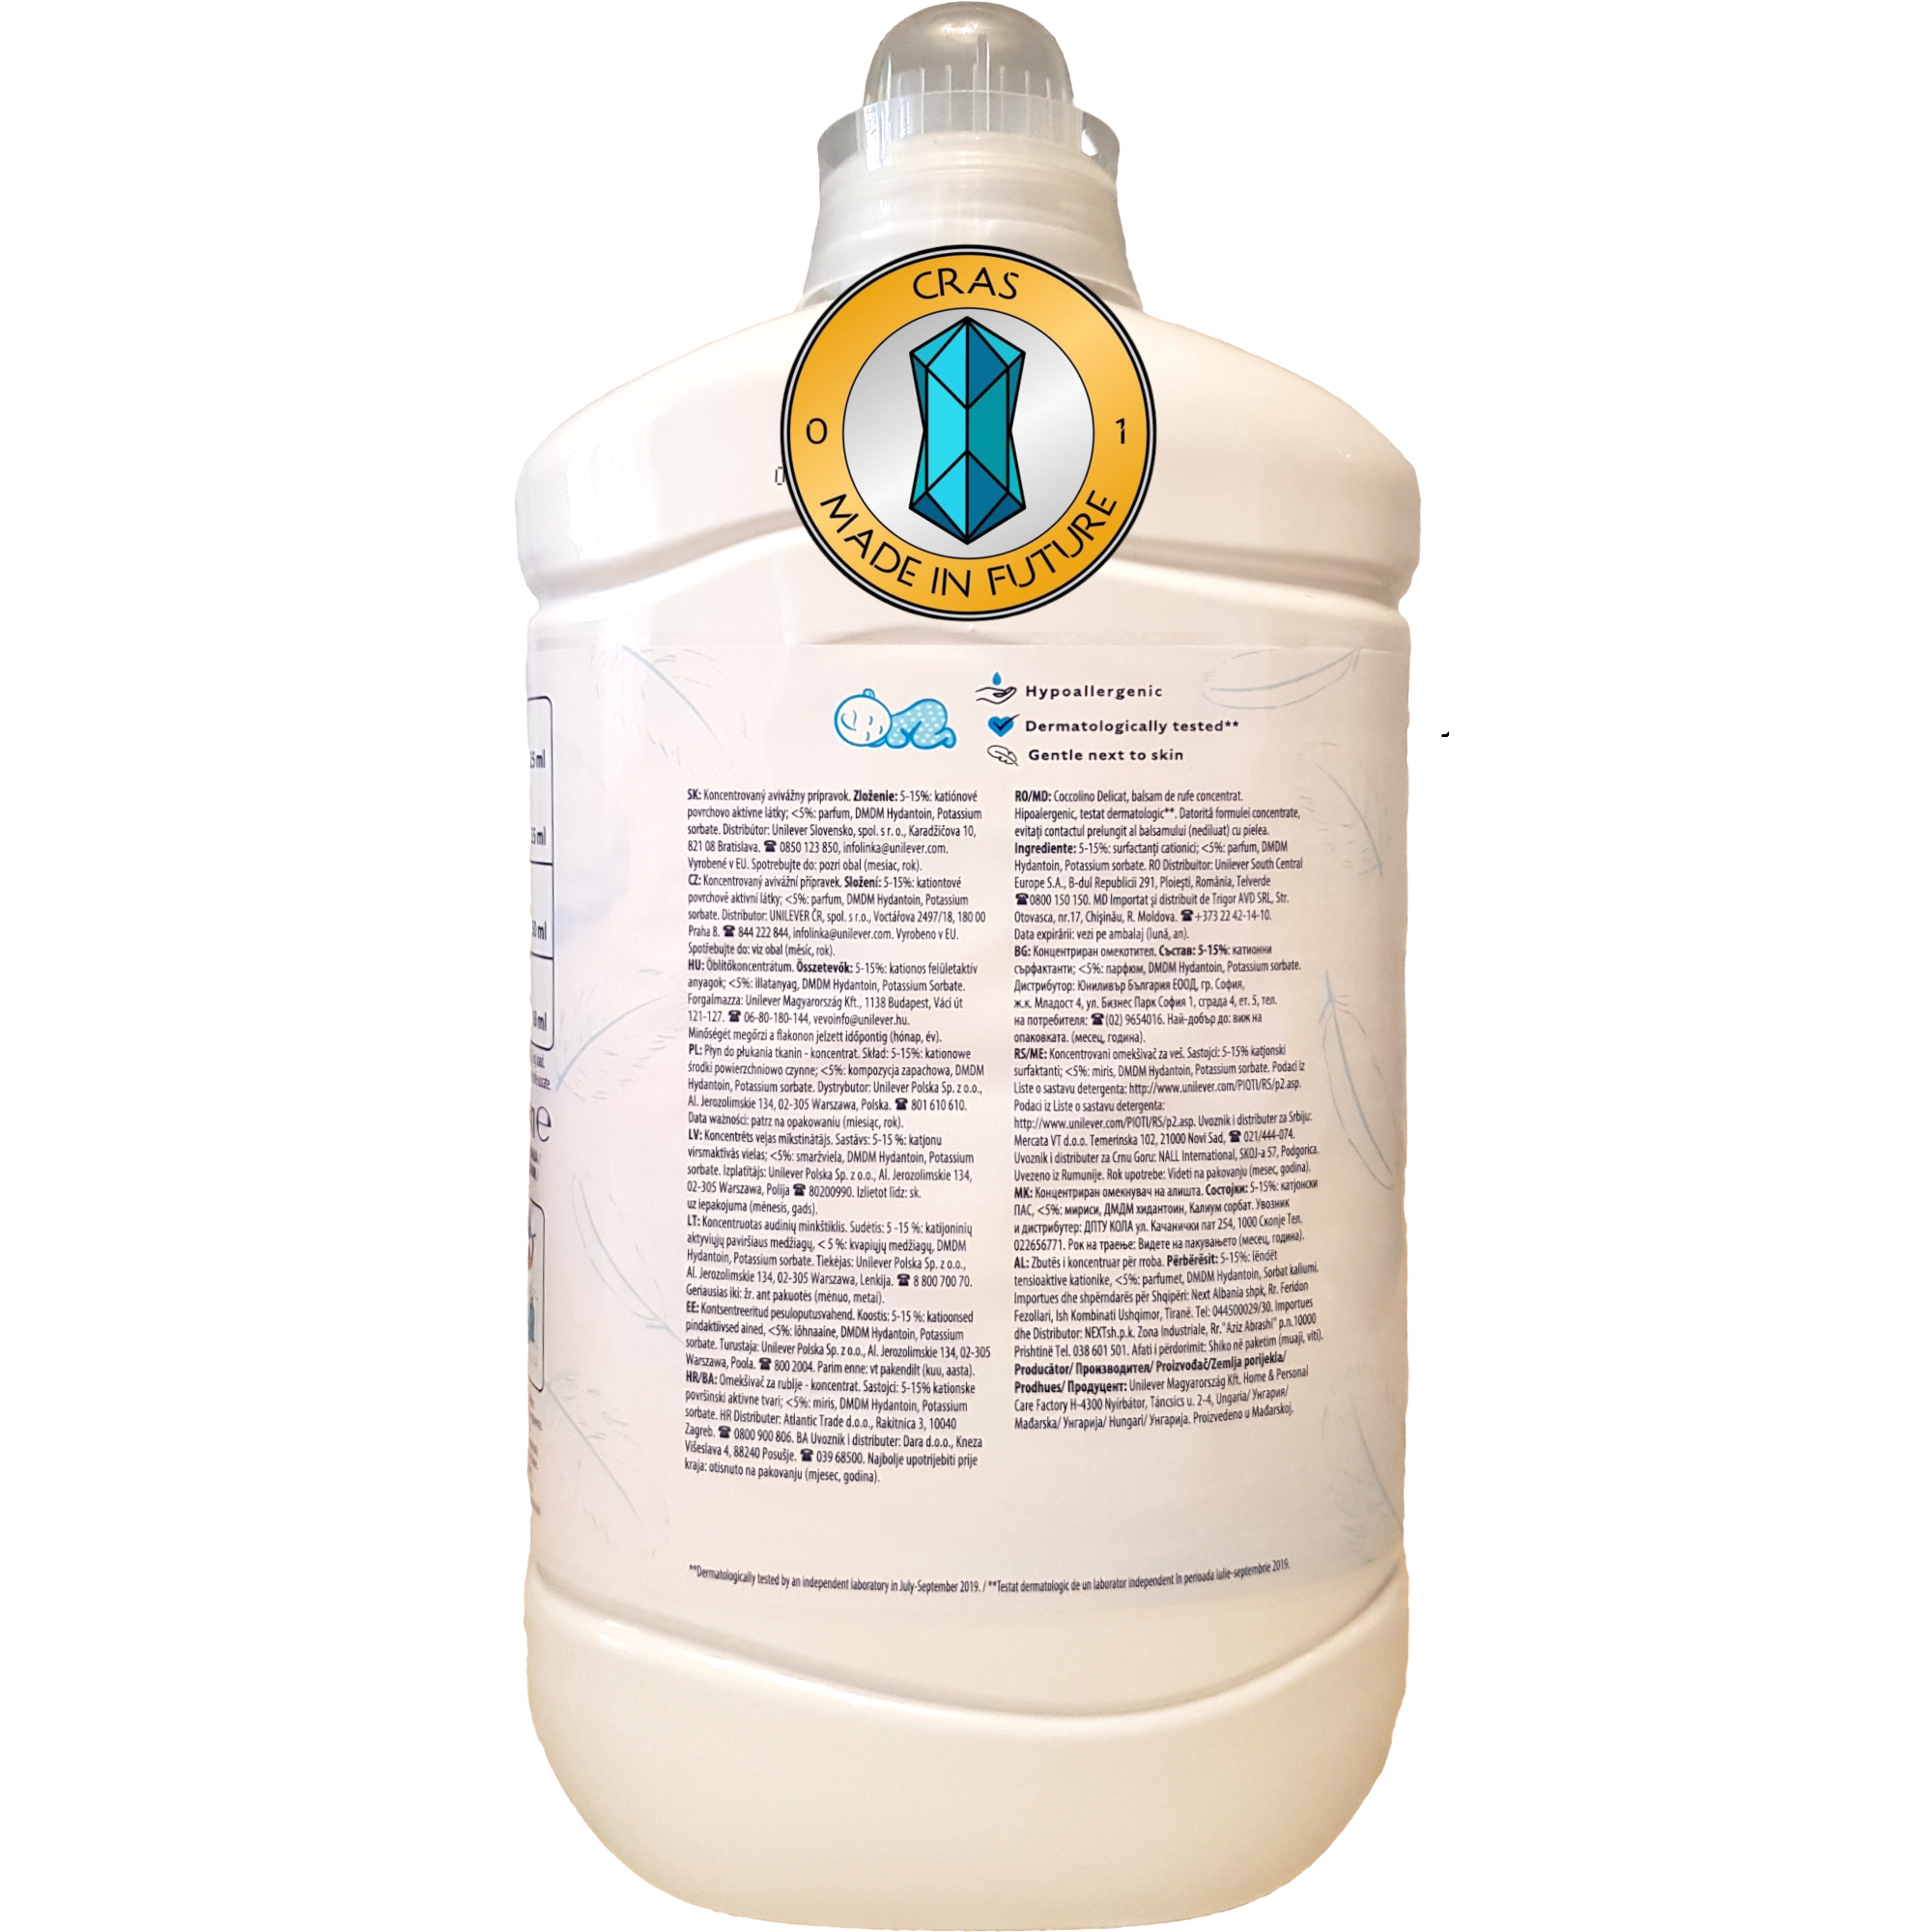 CRAS
0 1
MADE IN FUTURE
0
Hypoallergenic
Dermatologically tested**
Gentle next to skin
SK: Koncentrovaný avivážny prípravok. Zloženie: 5-15%: katiónové
povrchovo aktívne látky; <5%: parfum, DMDM Hydantoin, Potassium
sorbate. Distribútor: Unilever Slovensko, spol. s r. o., Karadžičova 10,
821 08 Bratislava. ☎ 0850 123 850, infolinka@unilever.com.
Vyrobené v EU. Spotrebujte do: pozri obal (mesiac, rok).
CZ: Koncentrovaný avivážní přípravek. Složení: 5-15%: kationtové
povrchově aktivní látky; <5%: parfum, DMDM Hydantoin, Potassium
sorbate. Distributor: UNILEVER ČR, spol. s r.o., Voctářova 2497/18, 180 00
Praha 8. ☎ 844 222 844, infolinka@unilever.com. Vyrobeno v EU.
Spotřebujte do: viz obal (měsíc, rok).
HU: Öblítőkoncentrátum. Összetevők: 5-15%: kationos felületaktív
anyagok; <5%: illatanyag, DMDM Hydantoin, Potassium Sorbate.
Forgalmazza: Unilever Magyarország Kft., 1138 Budapest, Váci út
121-127. ☎ 06-80-180-144, vevoinfo@unilever.hu.
Minőségét megőrzi a flakonon jelzett időpontig (hónap, év).
PL: Płyn do płukania tkanin - koncentrat. Skład: 5-15%: kationowe
środki powierzchniowo czynne; <5%: kompozycja zapachowa, DMDM
Hydantoin, Potassium sorbate. Dystrybutor: Unilever Polska Sp. z o.o.,
Al. Jerozolimskie 134, 02-305 Warszawa, Polska. ☎ 801 610 610.
Data ważności: patrz na opakowaniu (miesiąc, rok).
LV: Koncentrēts veļas mīkstinātājs. Sastāvs: 5-15 %: katjonu
virsmaktīvās vielas; <5%: smaržviela, DMDM Hydantoin, Potassium
sorbate. Izplatītājs: Unilever Polska Sp. z o.o., Al. Jerozolimskie 134,
02-305 Warszawa, Polija ☎ 80200990. Izlietot līdz: sk.
uz iepakojuma (mēnesis, gads).
LT: Koncentruotas audinių minkštiklis. Sudėtis: 5 -15 %: katijoninių
aktyviųjų paviršiaus medžiagų, < 5 %: kvapiųjų medžiagų, DMDM
Hydantoin, Potassium sorbate. Tiekėjas: Unilever Polska Sp. z o.o.,
Al. Jerozolimskie 134, 02-305 Warszawa, Lenkija. ☎ 8 800 700 70.
Geriausias iki: žr. ant pakuotės (mėnuo, metai).
EE: Kontsentreeritud pesuloputusvahend. Koostis: 5-15 %: katioonsed
pindaktiivsed ained, <5%: lõhnaaine, DMDM Hydantoin, Potassium
sorbate. Turustaja: Unilever Polska Sp. z o.o., Al. Jerozolimskie 134, 02-305
Warszawa, Poola. ☎ 800 2004. Parim enne: vt pakendilt (kuu, aasta).
HR/BA: Omekšivač za rublje - koncentrat. Sastojci: 5-15% kationske
površinski aktivne tvari; <5%: miris, DMDM Hydantoin, Potassium
sorbate. HR Distributer: Atlantic Trade d.o.o., Rakitnica 3, 10040
Zagreb. ☎ 0800 900 806. BA Uvoznik i distributer: Dara d.o.o., Kneza
Višeslava 4, 88240 Posušje. ☎ 039 68500. Najbolje upotrijebiti prije
kraja: otisnuto na pakovanju (mjesec, godina).
RO/MD: Coccolino Delicat, balsam de rufe concentrat.
Hipoalergenic, testat dermatologic**. Datorită formulei concentrate,
evitați contactul prelungit al balsamului (nediluat) cu pielea.
Ingrediente: 5-15%: surfactanți cationici; <5%: parfum, DMDM
Hydantoin, Potassium sorbate. RO Distribuitor: Unilever South Central
Europe S.A., B-dul Republicii 291, Ploiești, România, Telverde
☎0800 150 150. MD Importat și distribuit de Trigor AVD SRL, Str.
Otovasca, nr.17, Chișinău, R. Moldova. ☎+373 22 42-14-10.
Data expirării: vezi pe ambalaj (lună, an).
BG: Концентриран омекотител. Състав: 5-15%: катионни
сърфактанти; <5%: парфюм, DMDM Hydantoin, Potassium sorbate.
Дистрибутор: Юниливър България ЕООД, гр. София,
ж.к. Младост 4, ул. Бизнес Парк София 1, сграда 4, ет. 5, тел.
на потребителя: ☎(02) 9654016. Най-добър до: виж на
опаковката. (месец, година).
RS/ME: Koncentrovani omekšivač za veš. Sastojci: 5-15% katjonski
surfaktanti; <5%: miris, DMDM Hydantoin, Potassium sorbate. Podaci iz
Liste o sastavu detergenta: http://www.unilever.com/PIOTI/RS/p2.asp.
Podaci iz Liste o sastavu detergenta:
http://www.unilever.com/PIOTI/RS/p2.asp. Uvoznik i distributer za Srbiju:
Mercata VT d.o.o. Temerinska 102, 21000 Novi Sad, ☎ 021/444-074.
Uvoznik i distributer za Crnu Goru: NALL International, SKOJ-a 57, Podgorica.
Uvezeno iz Rumunije. Rok upotrebe: Videti na pakovanju (mesec, godina).
MK: Концентриран омекнувач на алишта. Состојки: 5-15%: катјонски
ПАС, <5%: мириси, ДМДМ хидантоин, Калиум сорбат. Увозник
и дистрибутер: ДПТУ КОЛА ул. Качанички пат 254, 1000 Скопје Тел.
022656771. Рок на траење: Видете на пакувањето (месец, година).
AL: Zbutës i koncentruar për rroba. Përbërësit: 5-15%: lëndët
tensioaktive kationike, <5%: parfumet, DMDM Hydantoin, Sorbat kaliumi.
Importues dhe shpërndarës për Shqipëri: Next Albania shpk, Rr. Feridon
Fezollari, Ish Kombinati Ushqimor, Tiranë. Tel: 044500029/30. Importues
dhe Distributor: NEXTsh.p.k. Zona Industriale, Rr."Aziz Abrashi" p.n.10000
Prishtinë Tel. 038 601 501. Afati i përdorimit: Shiko në paketim (muaji, viti).
Producător/ Производител/ Proizvođač/Zemlja porijekla/
Prodhues/ Продуцент: Unilever Magyarország Kft. Home & Personal
Care Factory H-4300 Nyírbátor, Táncsics u. 2-4, Ungaria/ Унгария/
Mađarska/ Унгарија/ Hungari/ Унгарија. Proizvedeno u Mađarskoj.
**Dermatologically tested by an independent laboratory in July-September 2019. / **Testat dermatologic de un laborator independent în perioada iulie-septembrie 2019.